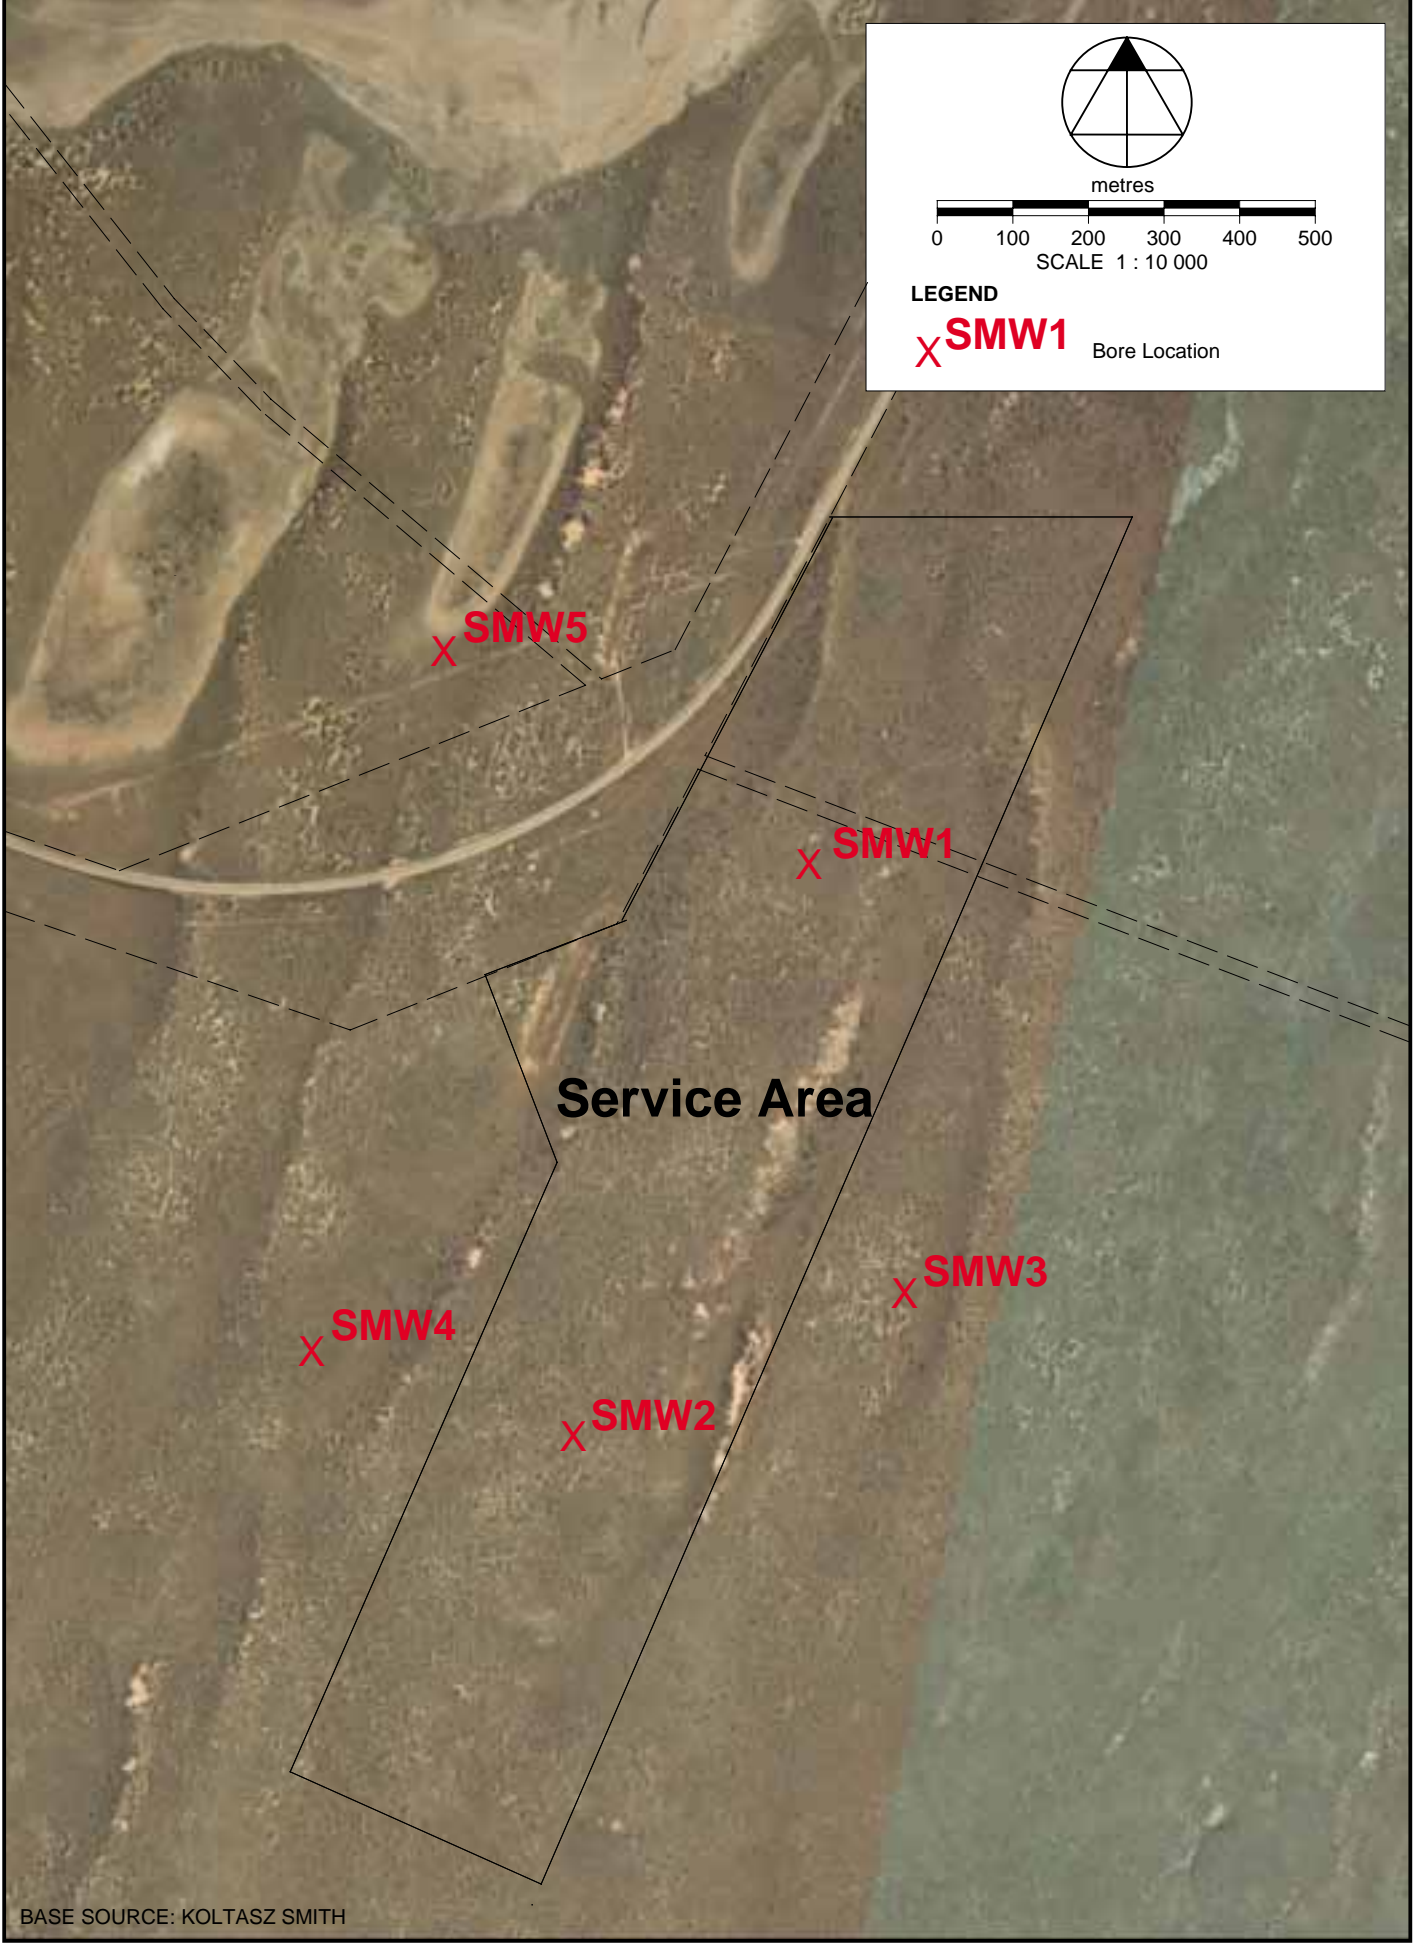 metres
0 100 200 300 400 500
SCALE 1 : 10 000
LEGEND
X SMW1 Bore Location
X SMW5
X SMW1
Service Area
X SMW3
X SMW4
X SMW2
BASE SOURCE: KOLTASZ SMITH